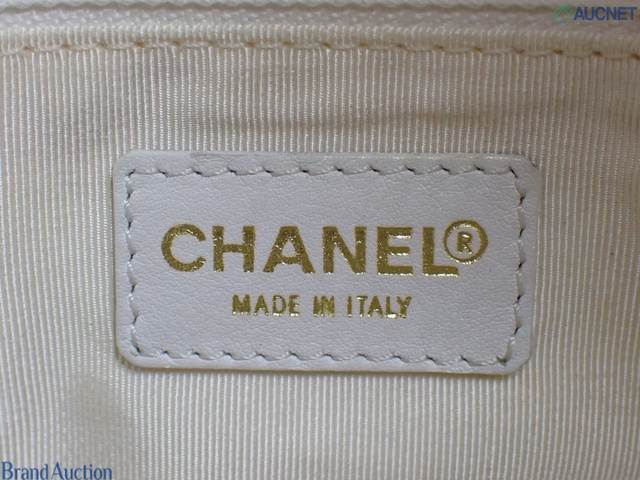 AUCNET
CHANEL®
MADE IN ITALY
Brand Auction